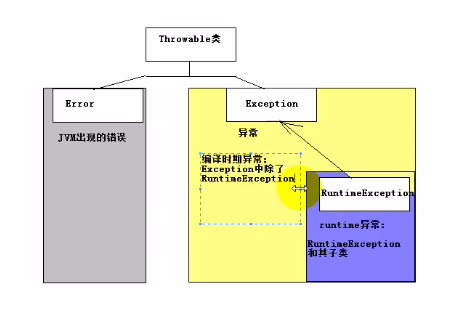 Throwable类
Error
Exception
JVM出现的错误
异常
编译时期异常:
Exception中除了
RuntimeException
RuntimeException
runtime异常:
RuntimeException
和其子类